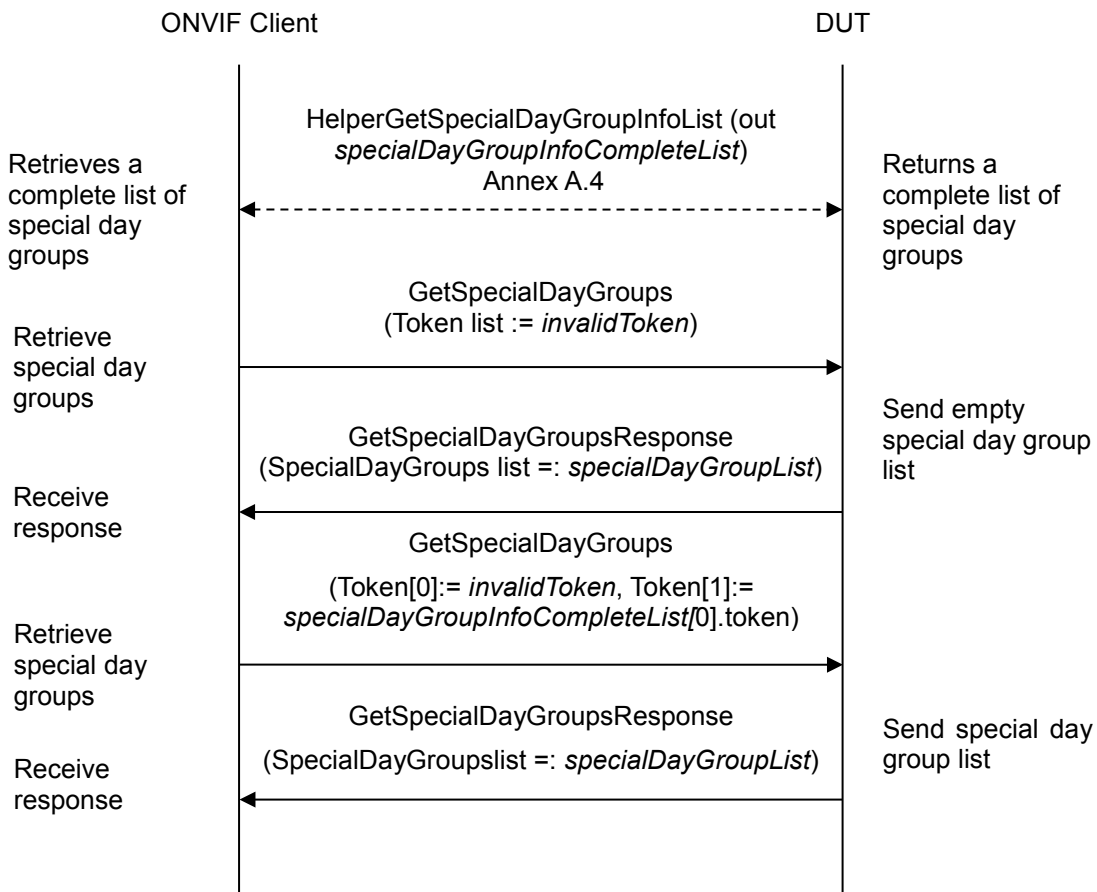 ONVIF Client
DUT
HelperGetSpecialDayGroupInfoList (out
specialDayGroupInfoCompleteList)
Annex A.4
Retrieves a
complete list of
special day
groups
Returns a
complete list of
special day
groups
GetSpecialDayGroups
(Token list := invalidToken)
Retrieve
special day
groups
Send empty
special day group
list
GetSpecialDayGroupsResponse
(SpecialDayGroups list =: specialDayGroupList)
Receive
response
GetSpecialDayGroups
(Token[0]:= invalidToken, Token[1]:=
specialDayGroupInfoCompleteList[0].token)
Retrieve
special day
groups
GetSpecialDayGroupsResponse
(SpecialDayGroupslist =: specialDayGroupList)
Send special day
group list
Receive
response